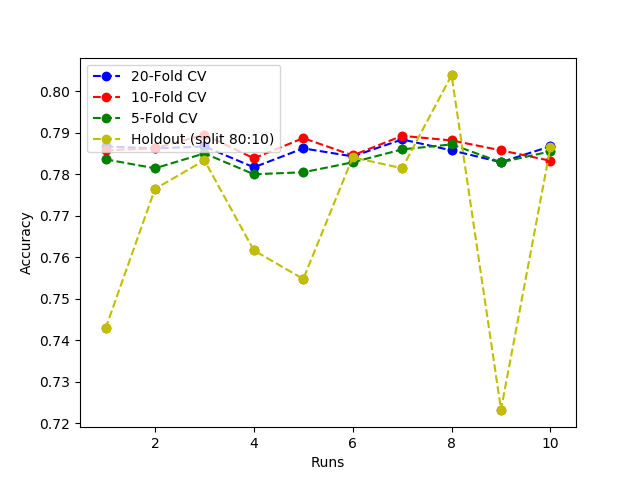 20-Fold CV
10-Fold CV
5-Fold CV
Holdout (split 80:10)
0.80
0.79
0.78
0.77
0.76
0.75
0.74
0.73
0.72
Accuracy
2 4 6 8 10
Runs